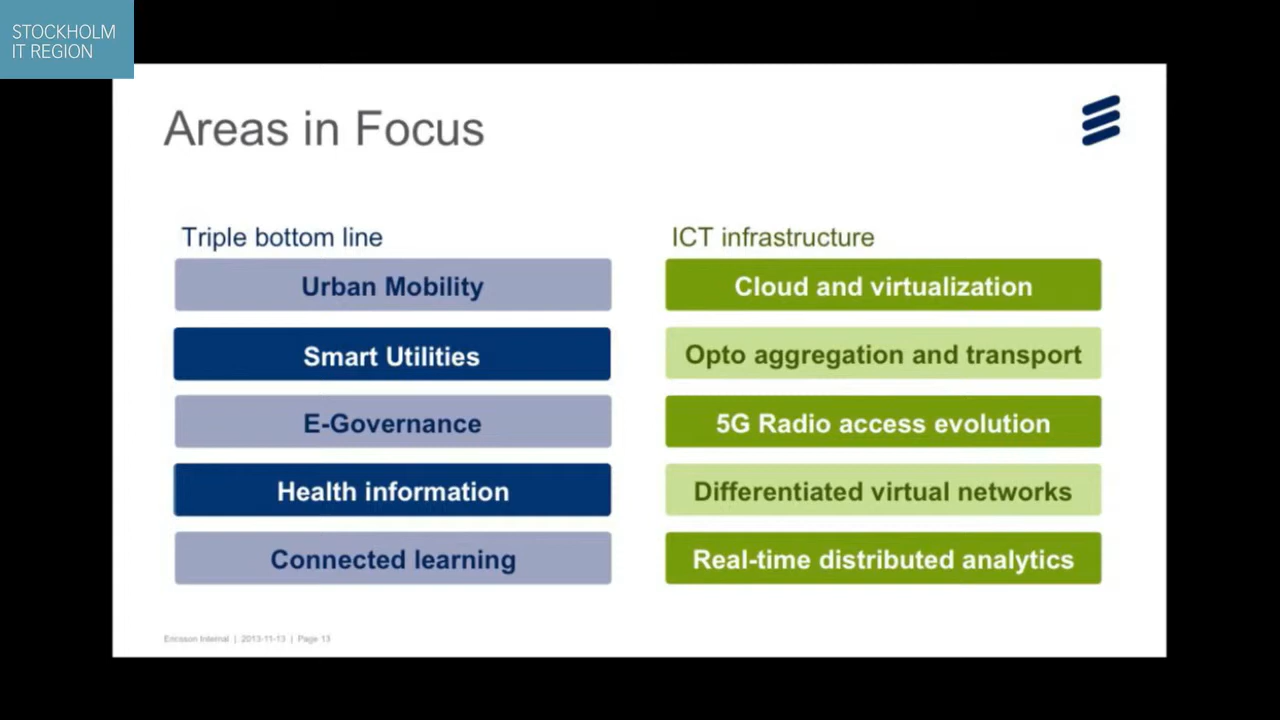 STOCKHOLM
IT REGION
Areas in Focus
Triple bottom line
Urban Mobility
Smart Utilities
E-Governance
Health information
Connected learning
ICT infrastructure
Cloud and virtualization
Opto aggregation and transport
5G Radio access evolution
Differentiated virtual networks
Real-time distributed analytics
Ericsson Internal | 2013-11-13 | Page 13